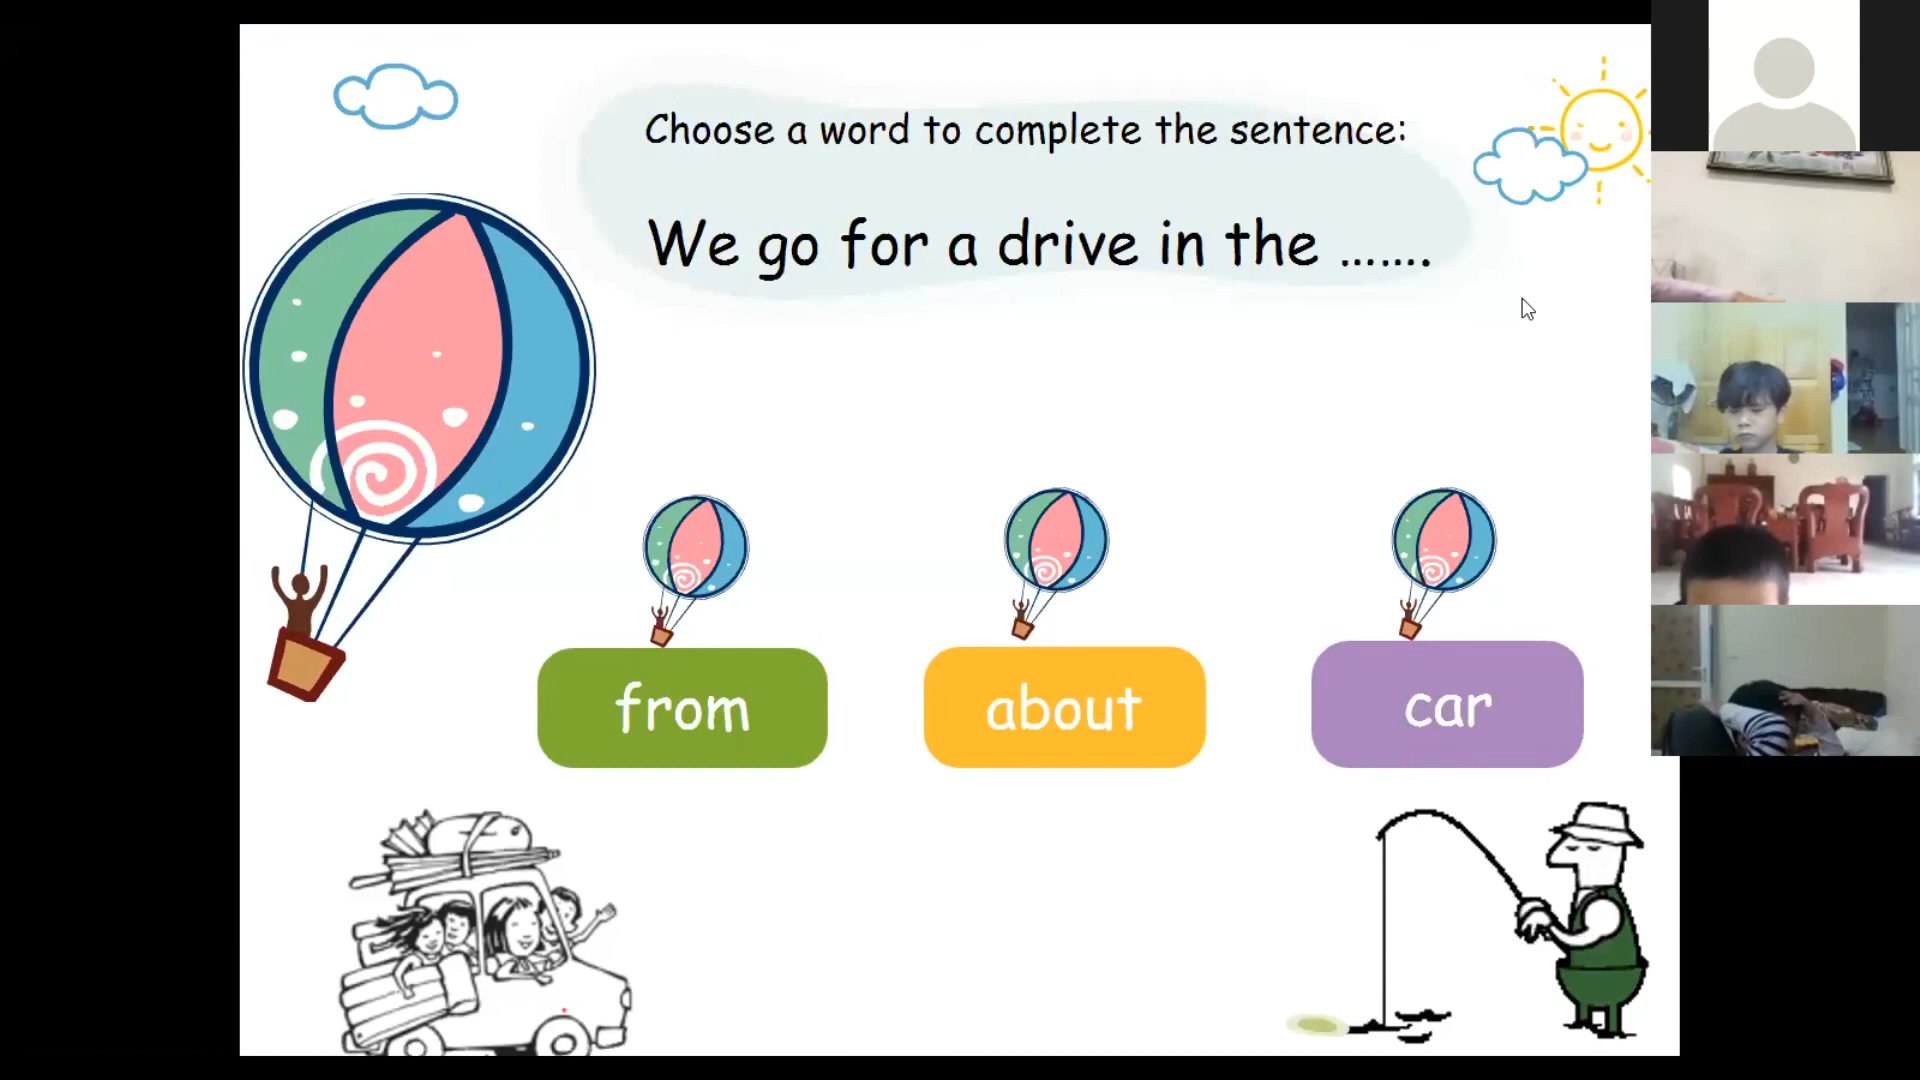 Choose a word to complete the sentence:
We go for a drive in the .......
from
about
car